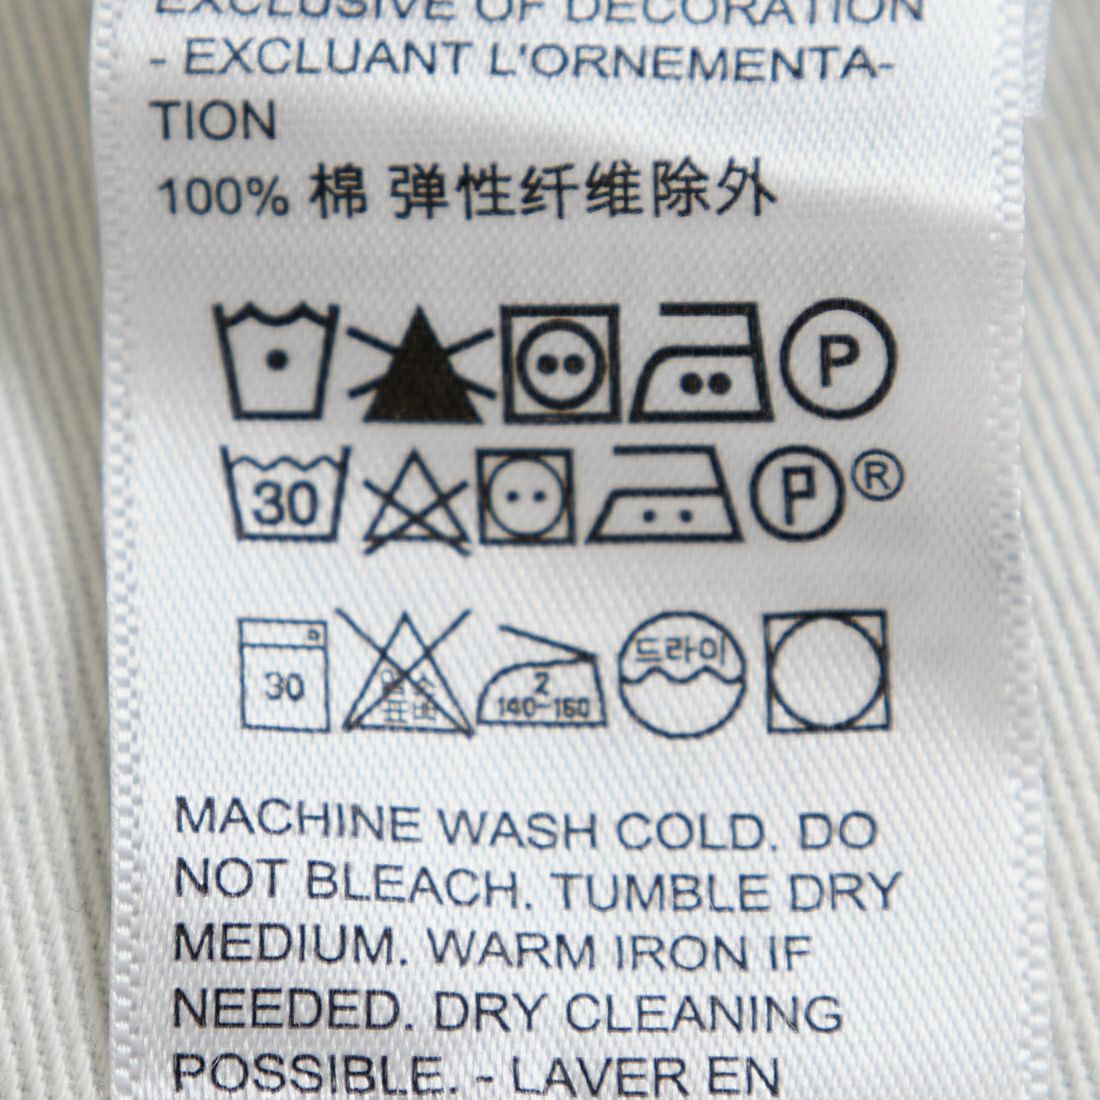 EXCLUSIVE OF DECORATION
- EXCLUANT L'ORNEMENTA-
TION
100% 棉 弹性纤维除外
P
30 P ®
30 2 140-160 드라이
MACHINE WASH COLD. DO
NOT BLEACH. TUMBLE DRY
MEDIUM. WARM IRON IF
NEEDED. DRY CLEANING
POSSIBLE. - LAVER EN